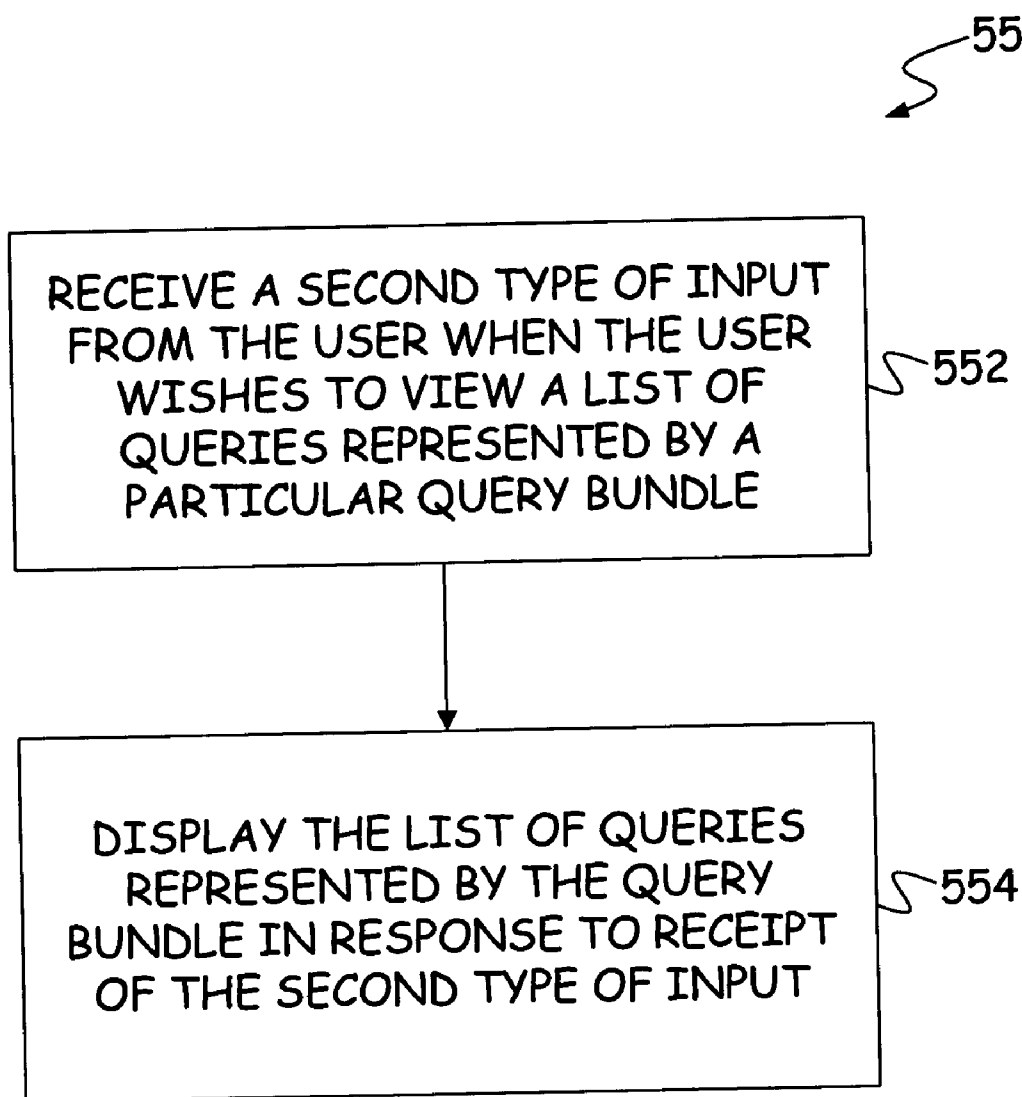 55
RECEIVE A SECOND TYPE OF INPUT
FROM THE USER WHEN THE USER
WISHES TO VIEW A LIST OF
QUERIES REPRESENTED BY A
PARTICULAR QUERY BUNDLE
552
DISPLAY THE LIST OF QUERIES
REPRESENTED BY THE QUERY
BUNDLE IN RESPONSE TO RECEIPT
OF THE SECOND TYPE OF INPUT
554